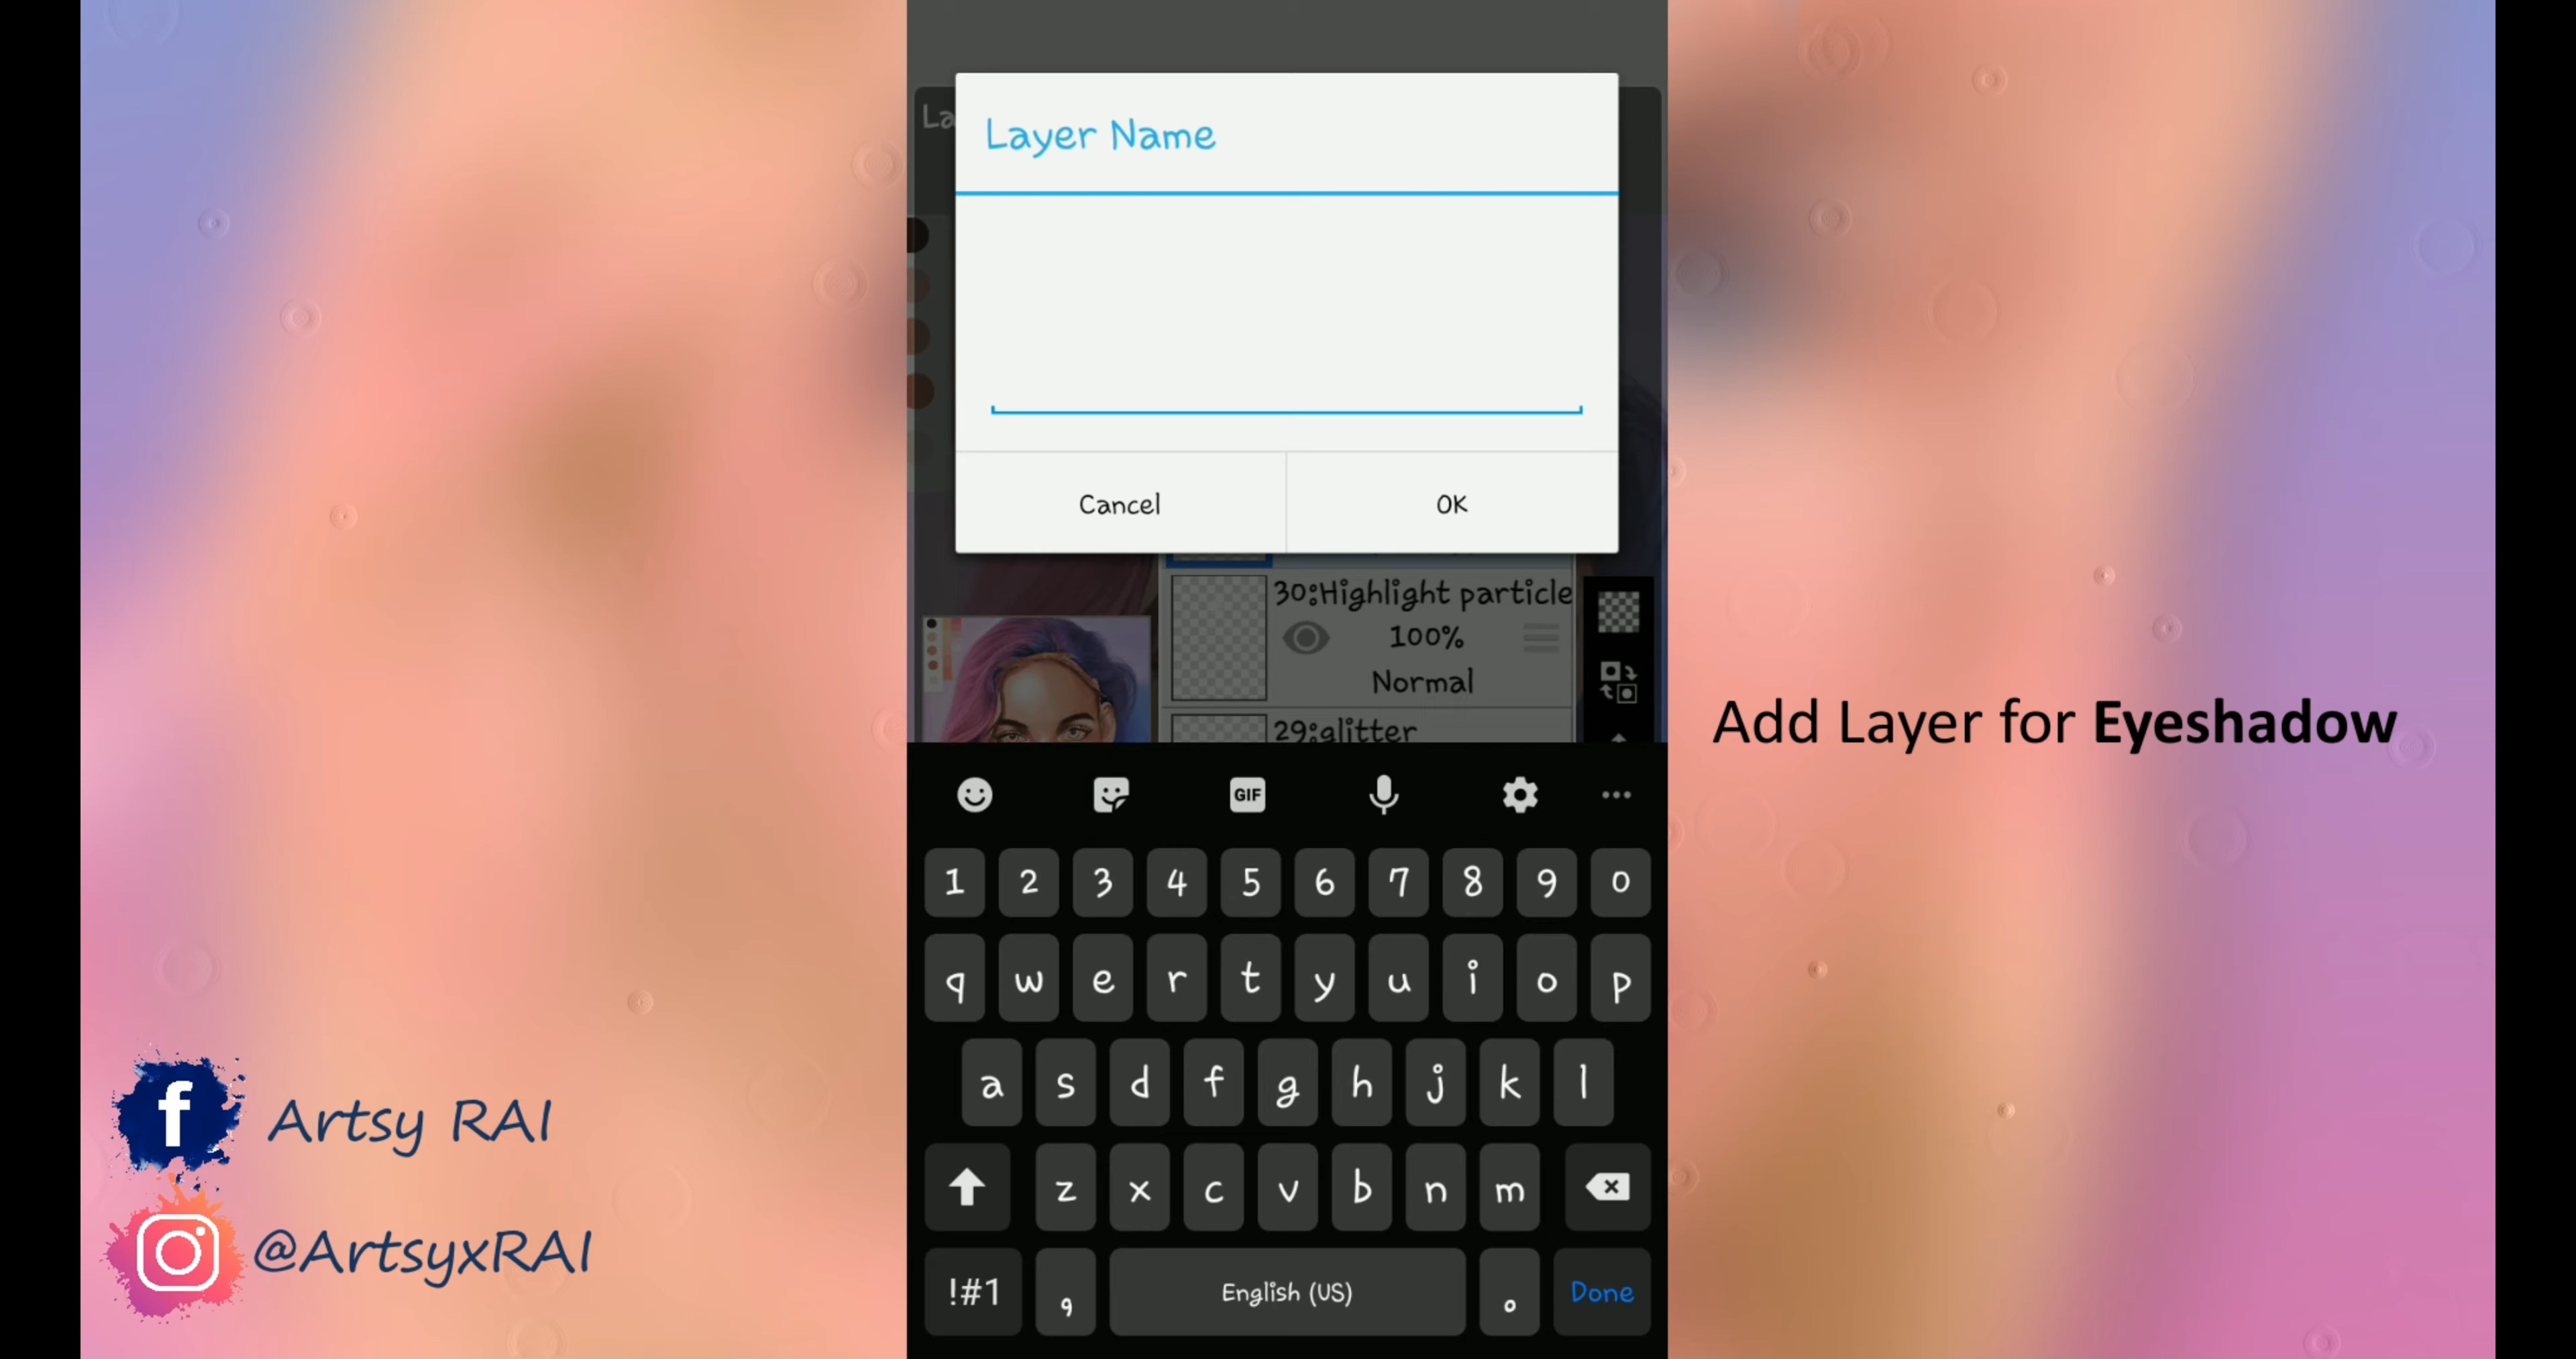 La
Layer Name
Cancel
OK
30:Highlight particle
100%
Normal
29:glitter
Add Layer for Eyeshadow
GIF
1 2 3 4 5 6 7 8 9 0
q w e r t y u i o p
a s d f g h j k l
z x c v b n m
!#1 , English (US) . Done
f Artsy RAI
@ArtsyxRAI